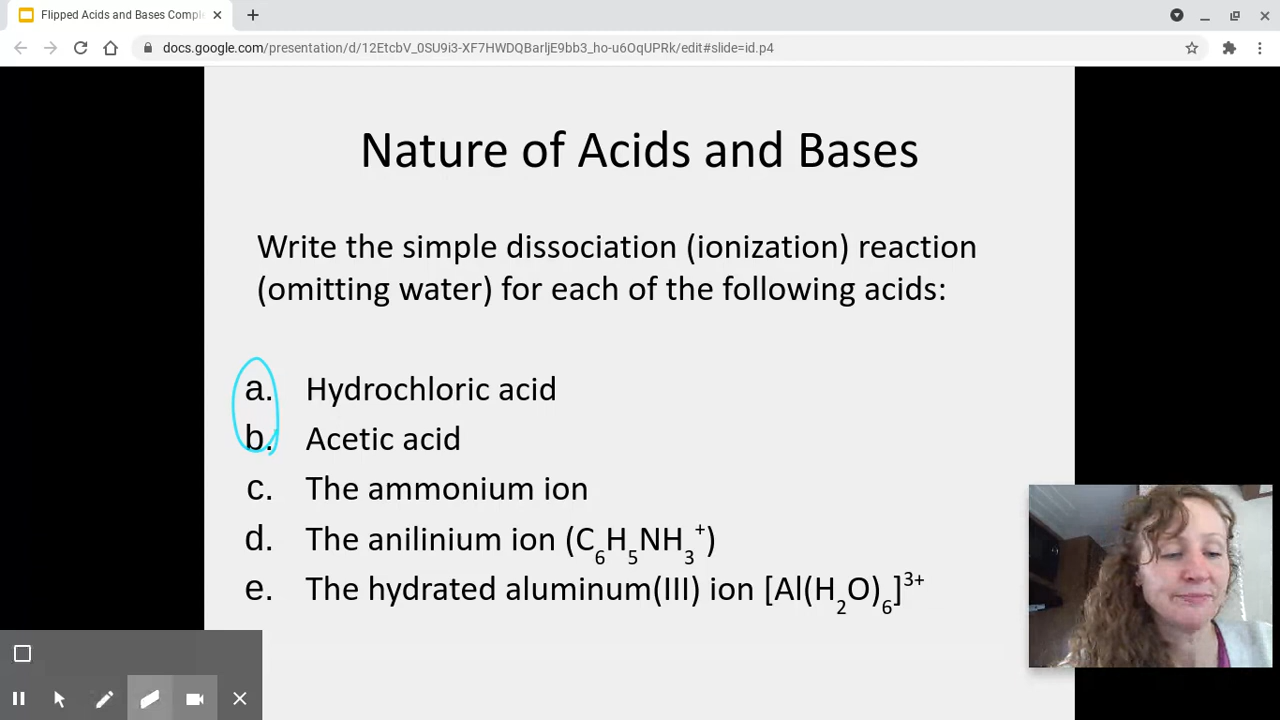 Flipped Acids and Bases Compl
docs.google.com/presentation/d/12EtcbV_0SU9i3-XF7HWDQBarljE9bb3_ho-u6OqUPRk/edit#slide=id.p4
Nature of Acids and Bases
Write the simple dissociation (ionization) reaction
(omitting water) for each of the following acids:
a. Hydrochloric acid
b. Acetic acid
c. The ammonium ion
d. The anilinium ion (C₆H₅NH₃⁺)
e. The hydrated aluminum(III) ion [Al(H₂O)₆]³⁺